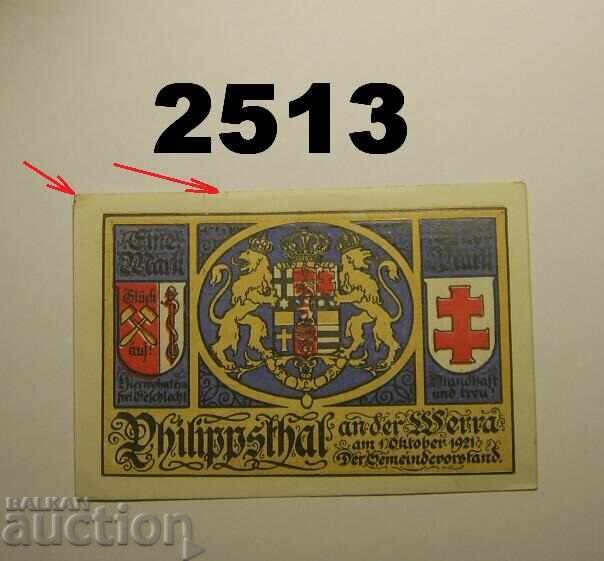 2513
Eine
Mark
Glück
auf!
Hier wohnt ein
frei Geschlecht
Mark
Standhaft
und treu
Philippsthal an der Werra
am 1. Oktober 1921
Der Gemeindevorstand.
BALKAN
auction